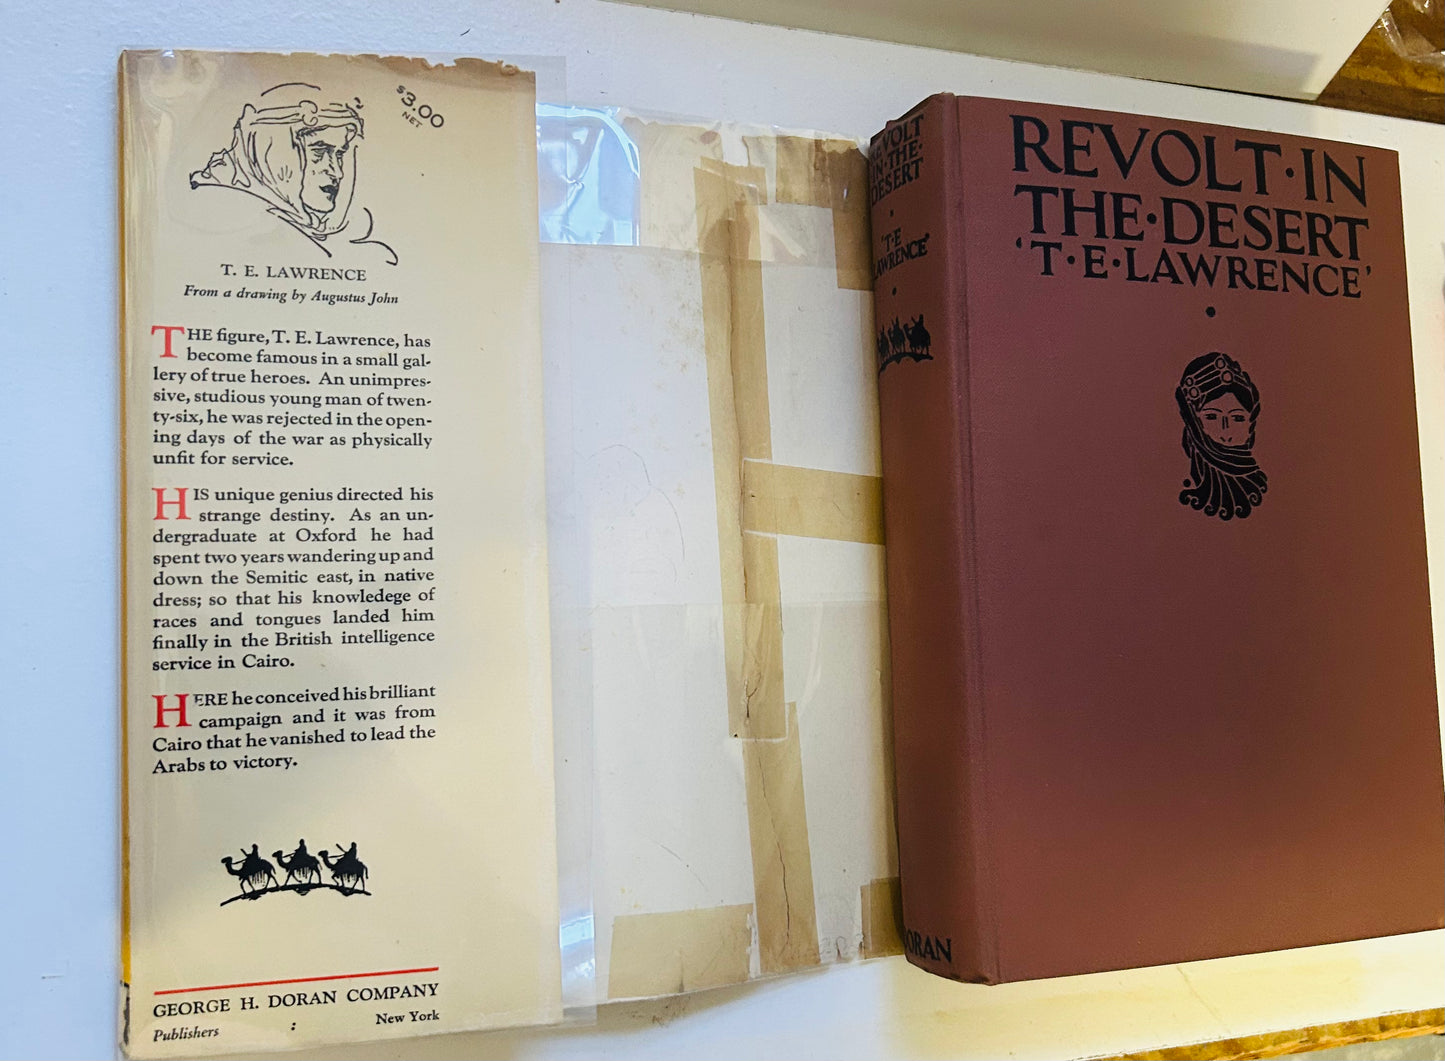 $3.00
NET
T. E. LAWRENCE
From a drawing by Augustus John
THE figure, T. E. Lawrence, has
become famous in a small gal-
lery of true heroes. An unimpres-
sive, studious young man of twen-
ty-six, he was rejected in the open-
ing days of the war as physically
unfit for service.
HIS unique genius directed his
strange destiny. As an un-
dergraduate at Oxford he had
spent two years wandering up and
down the Semitic east, in native
dress; so that his knowledege of
races and tongues landed him
finally in the British intelligence
service in Cairo.
HERE he conceived his brilliant
campaign and it was from
Cairo that he vanished to lead the
Arabs to victory.
GEORGE H. DORAN COMPANY
Publishers : New York
REVOLT
IN·THE·
DESERT
'T·E
LAWRENCE'
DORAN
REVOLT·IN
THE·DESERT
'T·E·LAWRENCE'